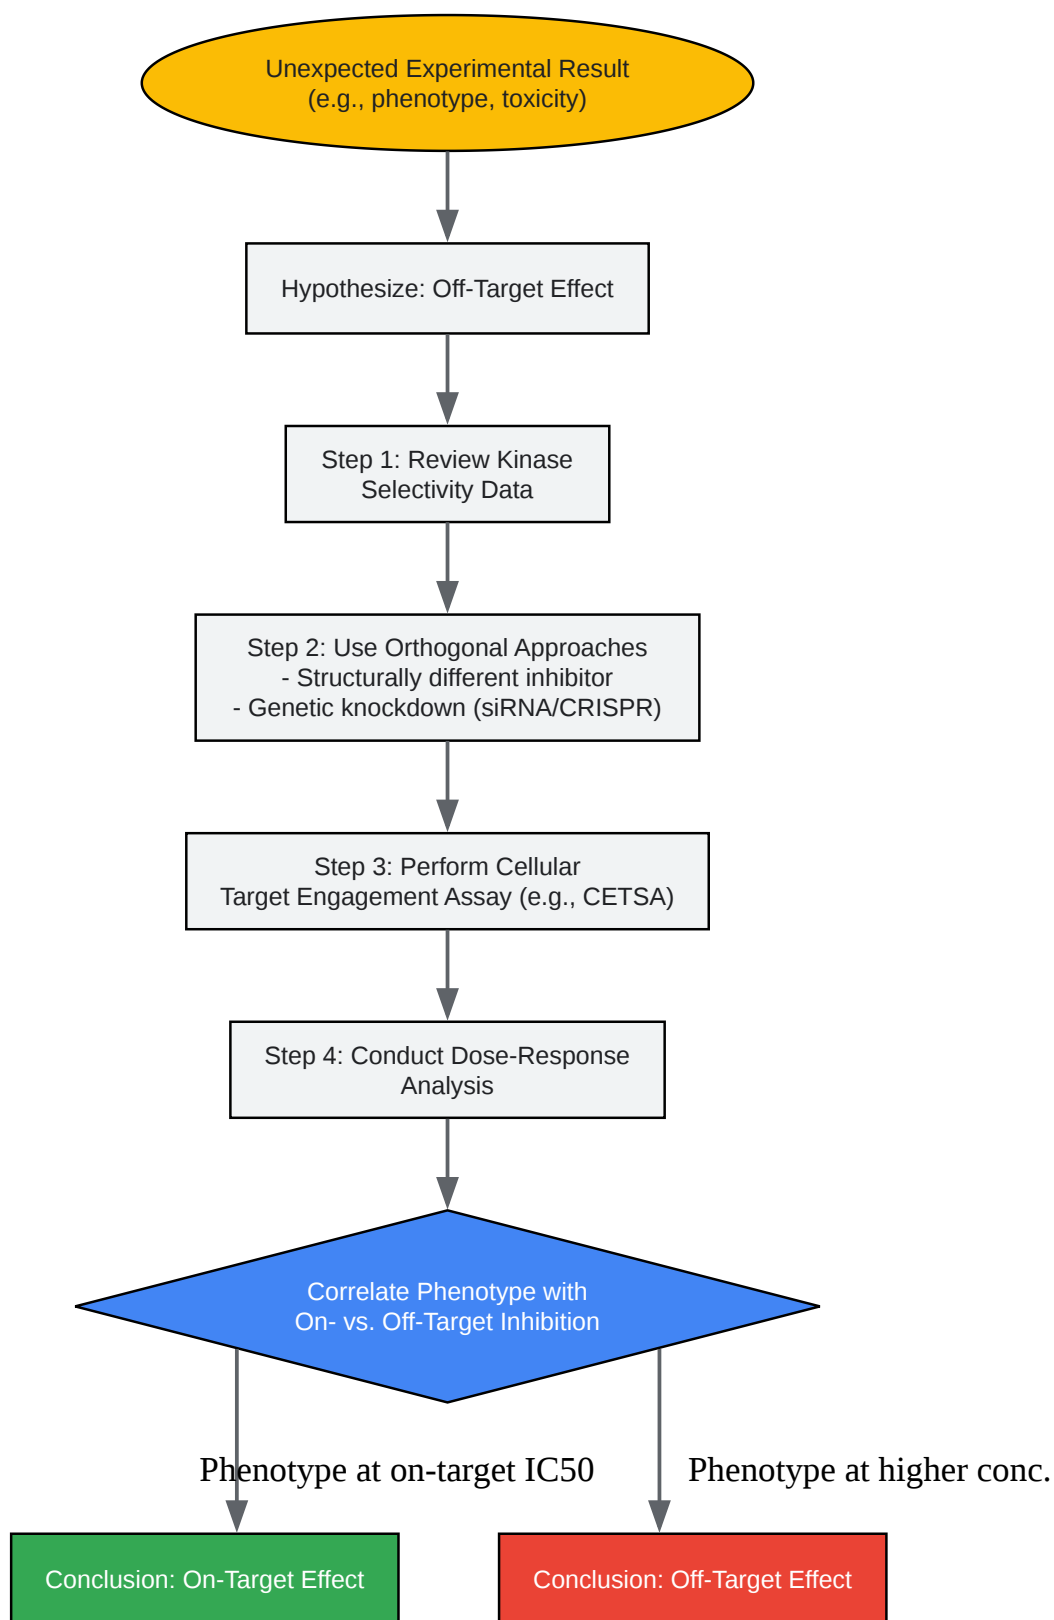 Unexpected Experimental Result
(e.g., phenotype, toxicity)
Hypothesize: Off-Target Effect
Step 1: Review Kinase
Selectivity Data
Step 2: Use Orthogonal Approaches
- Structurally different inhibitor
- Genetic knockdown (siRNA/CRISPR)
Step 3: Perform Cellular
Target Engagement Assay (e.g., CETSA)
Step 4: Conduct Dose-Response
Analysis
Correlate Phenotype with
On- vs. Off-Target Inhibition
Phenotype at on-target IC50
Phenotype at higher conc.
Conclusion: On-Target Effect
Conclusion: Off-Target Effect